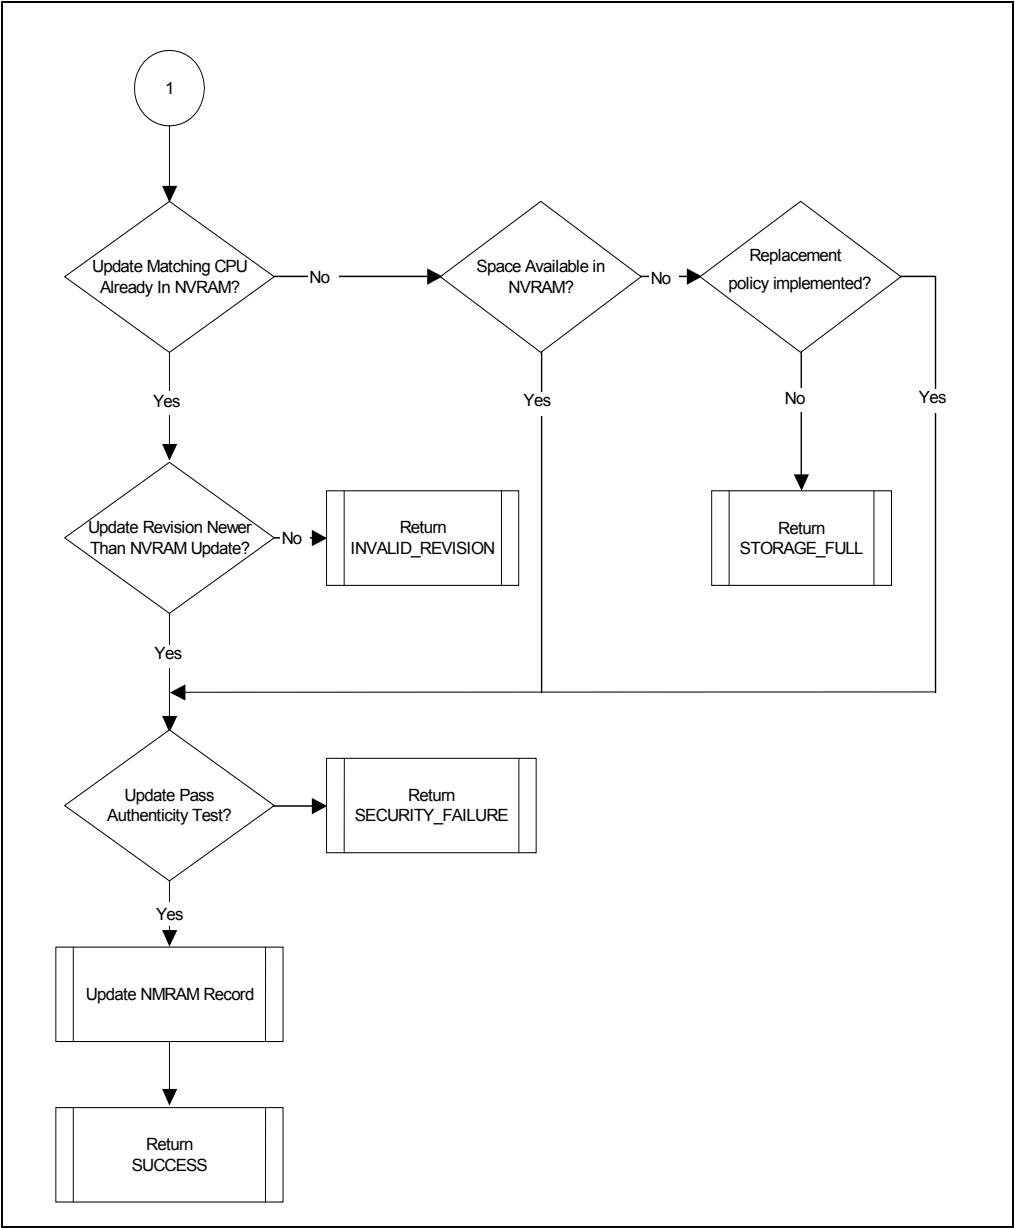 1
Update Matching CPU
Already In NVRAM?
No
Space Available in
NVRAM?
No
Replacement
policy implemented?
Yes
Yes
No
Yes
Update Revision Newer
Than NVRAM Update?
No
Return
INVALID_REVISION
Return
STORAGE_FULL
Yes
Update Pass
Authenticity Test?
Return
SECURITY_FAILURE
Yes
Update NMRAM Record
Return
SUCCESS